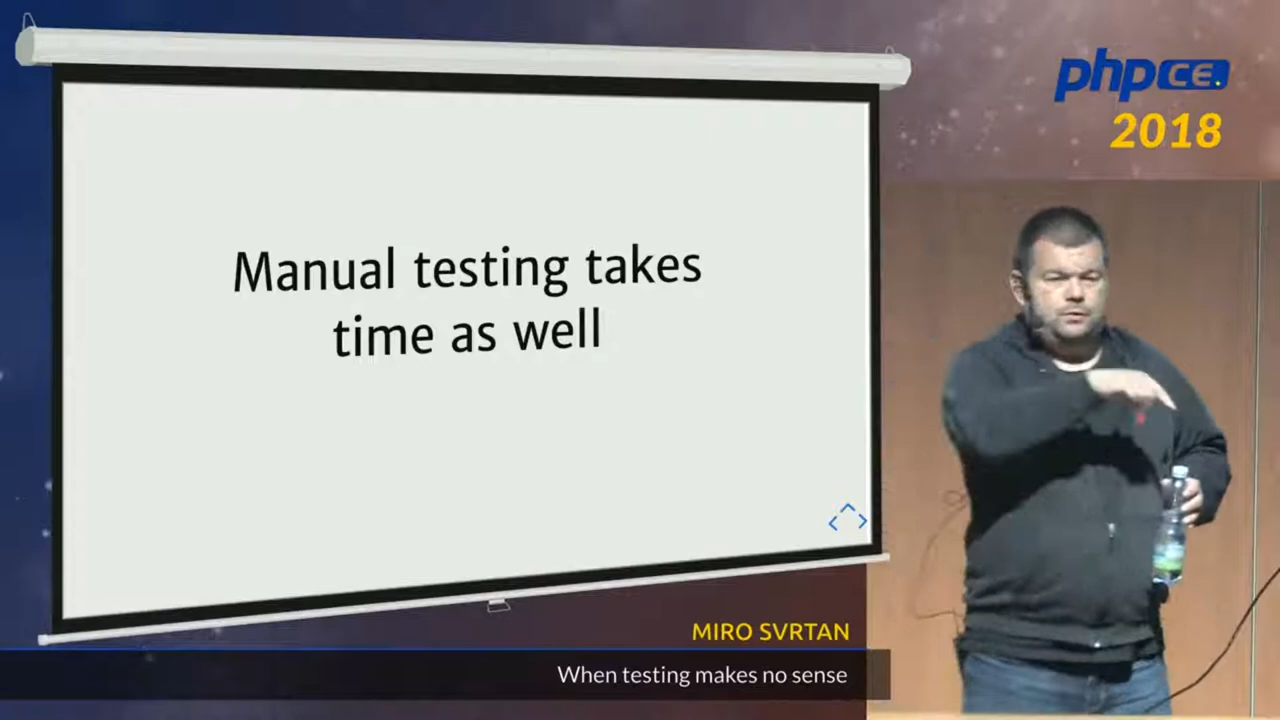 phpCE.
2018
Manual testing takes
time as well
MIRO SVRTAN
When testing makes no sense